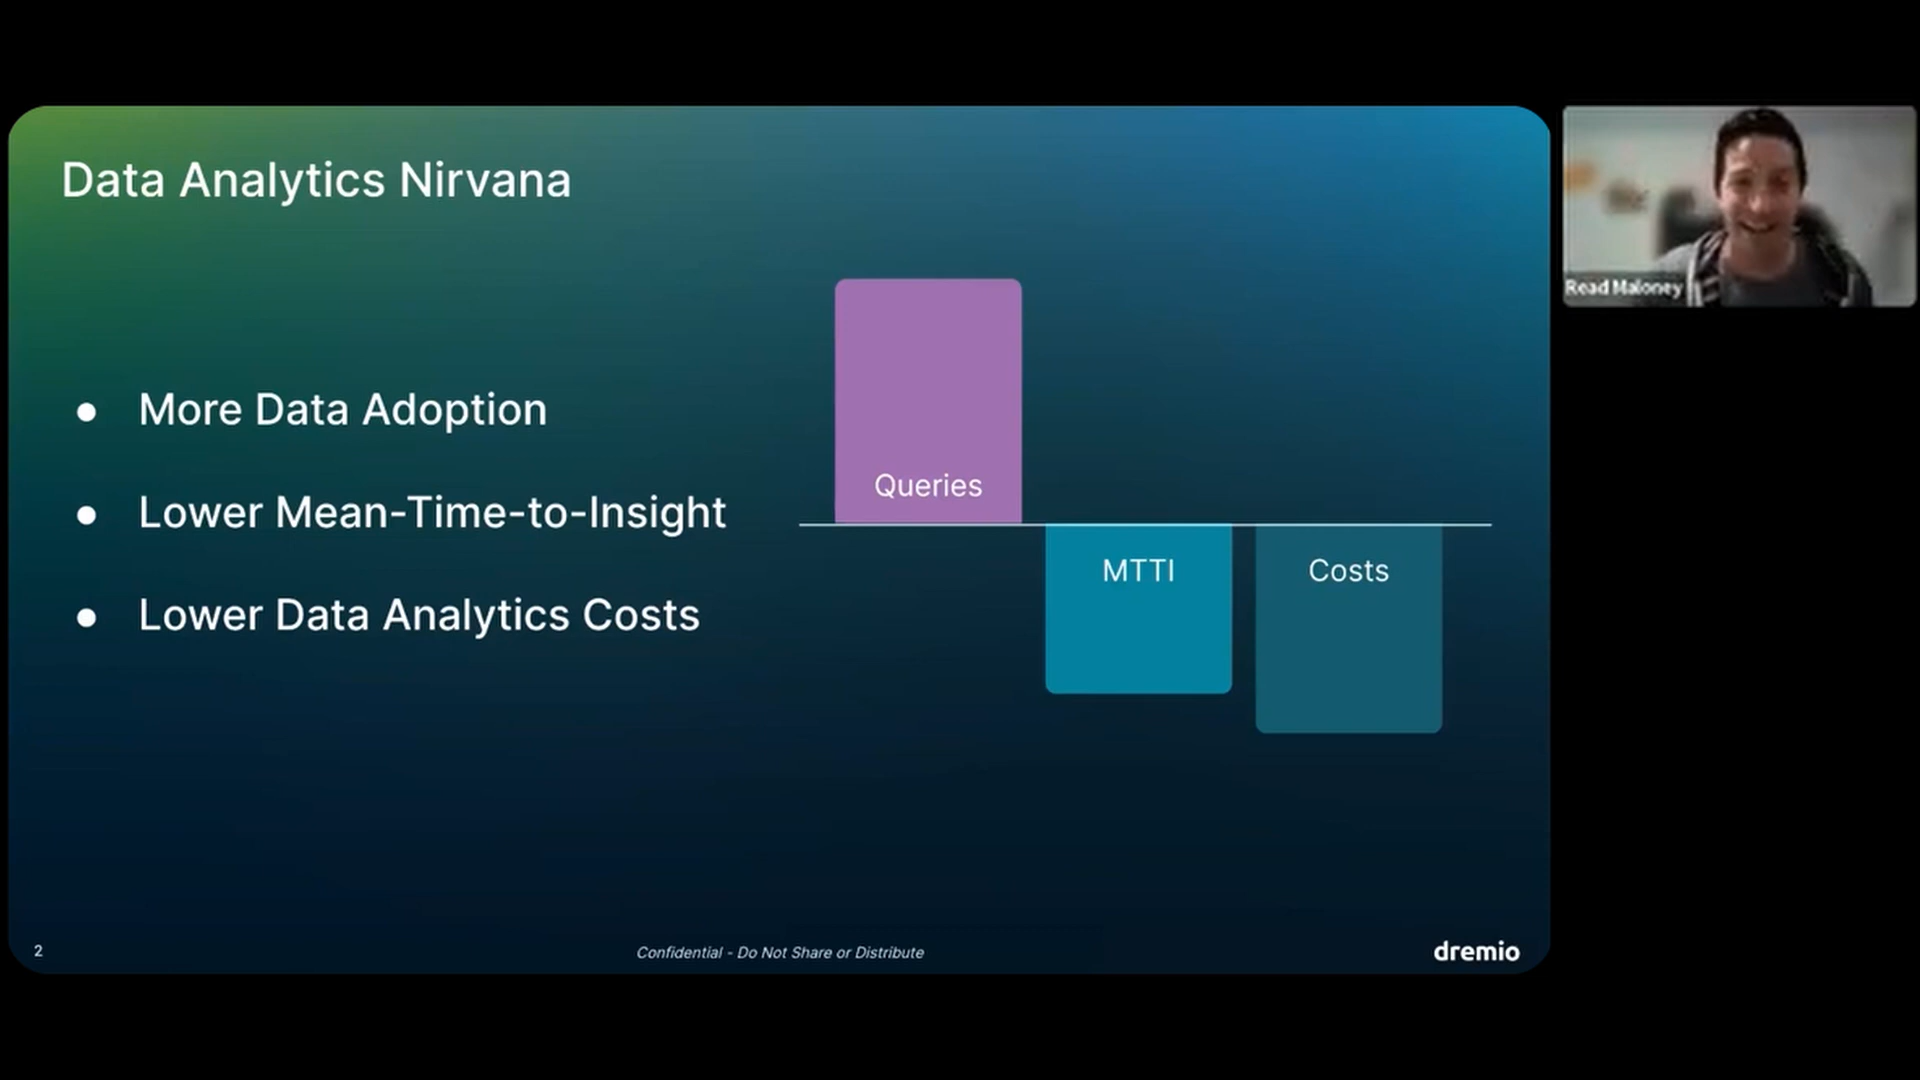 Data Analytics Nirvana
More Data Adoption
Lower Mean-Time-to-Insight
Lower Data Analytics Costs
Queries
MTTI
Costs
2
Confidential - Do Not Share or Distribute
dremio
Read Maloney